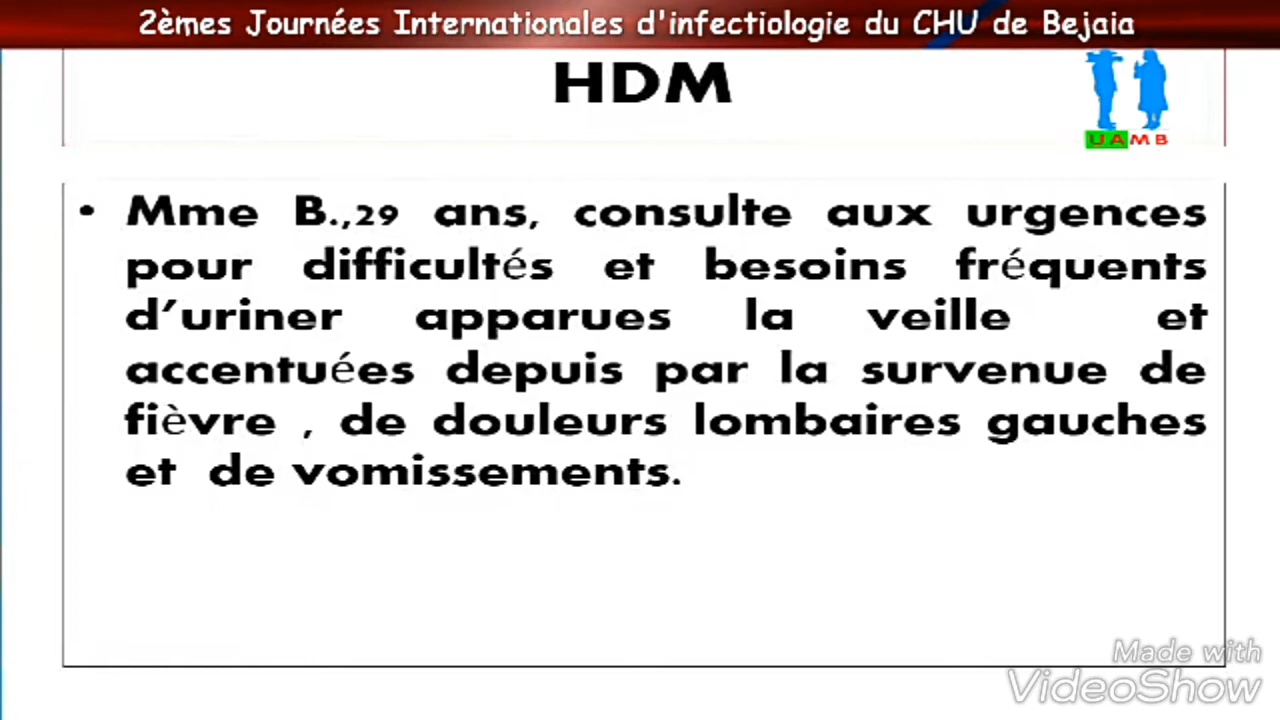 2èmes Journées Internationales d'infectiologie du CHU de Bejaia
HDM
UAMB
• Mme B.,29 ans, consulte aux urgences
pour difficultés et besoins fréquents
d’uriner apparues la veille et
accentuées depuis par la survenue de
fièvre , de douleurs lombaires gauches
et de vomissements.
Made with
VideoShow